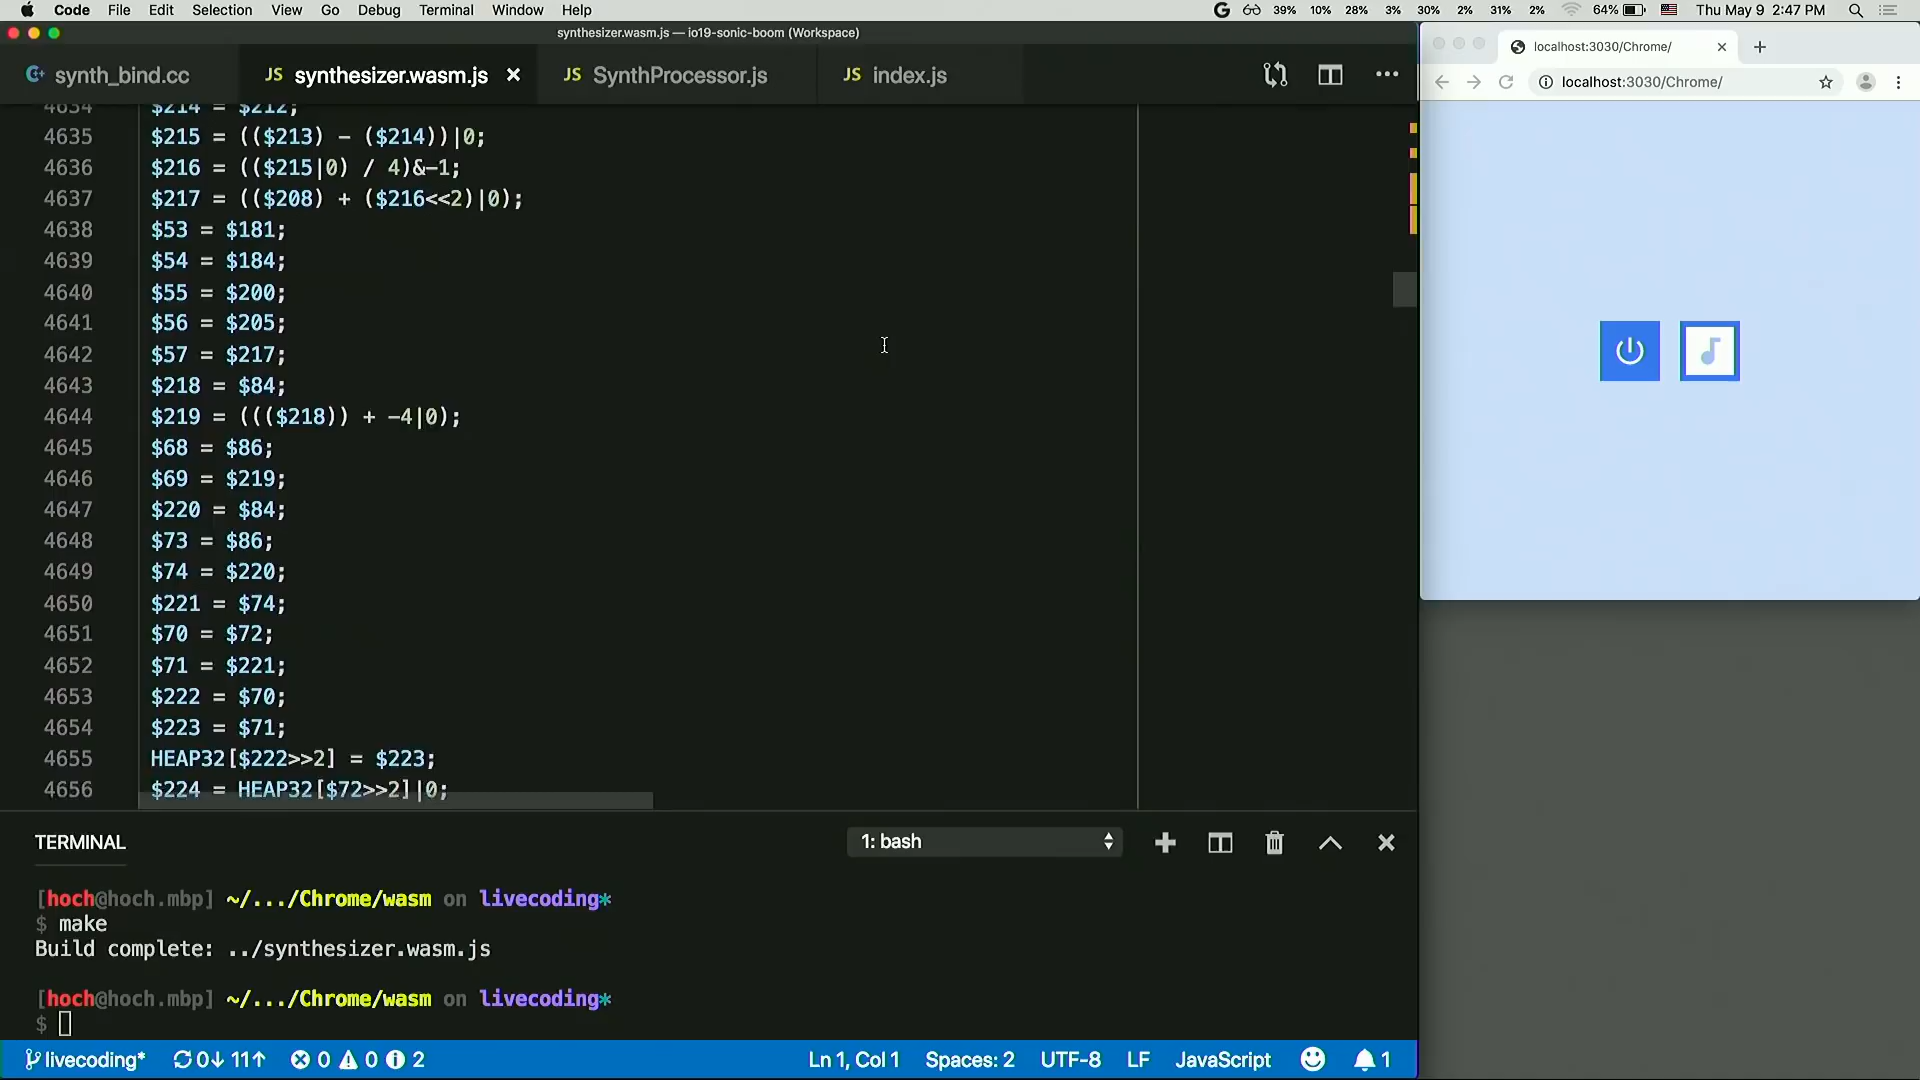 Code File Edit Selection View Go Debug Terminal Window Help
39% 10% 28% 3% 30% 2% 31% 2% 64% Thu May 9 2:47 PM
synthesizer.wasm.js — io19-sonic-boom (Workspace)
synth_bind.cc JS synthesizer.wasm.js JS SynthProcessor.js JS index.js
4634 $214 = $212;
4635 $215 = (($213) - ($214))|0;
4636 $216 = (($215|0) / 4)&-1;
4637 $217 = (($208) + ($216<<2)|0);
4638 $53 = $181;
4639 $54 = $184;
4640 $55 = $200;
4641 $56 = $205;
4642 $57 = $217;
4643 $218 = $84;
4644 $219 = ((($218)) + -4|0);
4645 $68 = $86;
4646 $69 = $219;
4647 $220 = $84;
4648 $73 = $86;
4649 $74 = $220;
4650 $221 = $74;
4651 $70 = $72;
4652 $71 = $221;
4653 $222 = $70;
4654 $223 = $71;
4655 HEAP32[$222>>2] = $223;
4656 $224 = HEAP32[$72>>2]|0;
TERMINAL 1: bash
[hoch@hoch.mbp] ~/.../Chrome/wasm on livecoding*
$ make
Build complete: ../synthesizer.wasm.js
[hoch@hoch.mbp] ~/.../Chrome/wasm on livecoding*
$
livecoding* 0↓ 11↑ 0 0 2 Ln 1, Col 1 Spaces: 2 UTF-8 LF JavaScript 1
localhost:3030/Chrome/
localhost:3030/Chrome/